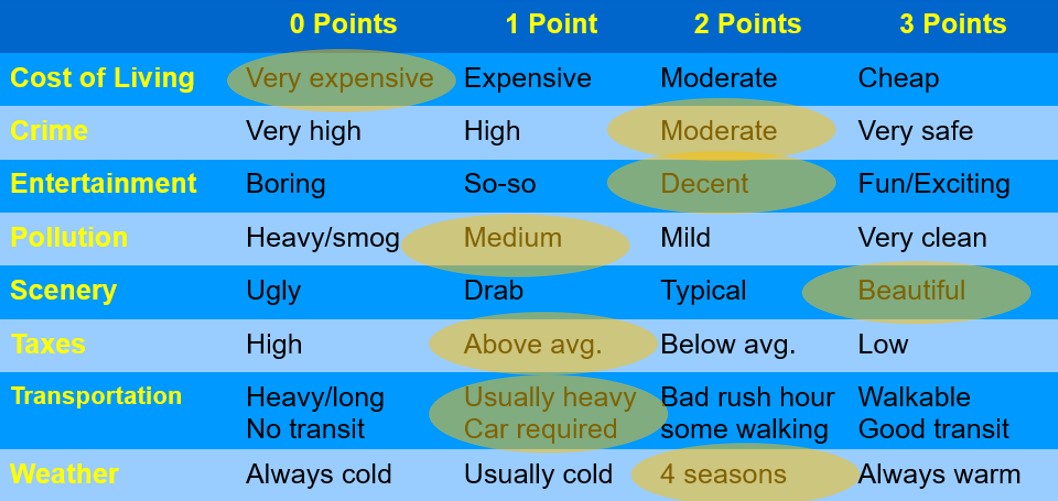 0 Points 1 Point 2 Points 3 Points
Cost of Living Very expensive Expensive Moderate Cheap
Crime Very high High Moderate Very safe
Entertainment Boring So-so Decent Fun/Exciting
Pollution Heavy/smog Medium Mild Very clean
Scenery Ugly Drab Typical Beautiful
Taxes High Above avg. Below avg. Low
Transportation Heavy/long Usually heavy Bad rush hour Walkable
No transit Car required some walking Good transit
Weather Always cold Usually cold 4 seasons Always warm